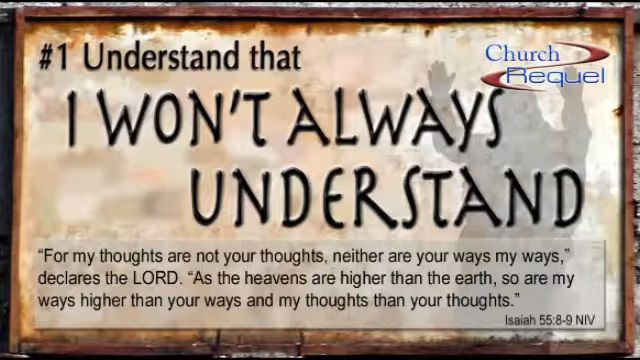 #1 Understand that
Church
Requel
I WON'T ALWAYS
UNDERSTAND
“For my thoughts are not your thoughts, neither are your ways my ways,”
declares the LORD. “As the heavens are higher than the earth, so are my
ways higher than your ways and my thoughts than your thoughts.”
Isaiah 55:8-9 NIV